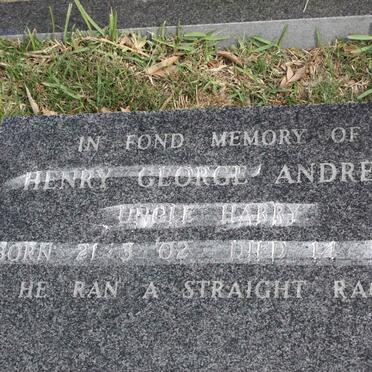 IN FOND MEMORY OF
HENRY GEORGE ANDRE
UNCLE HARRY
BORN 21 : 3 '02 DIED 14
HE RAN A STRAIGHT RA